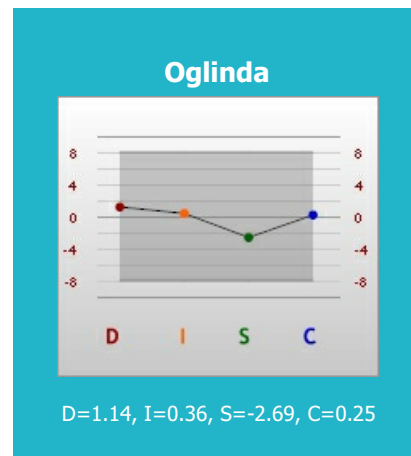 Oglinda
8 8
4 4
0 0
-4 -4
-8 -8
D I S C
D=1.14, I=0.36, S=-2.69, C=0.25